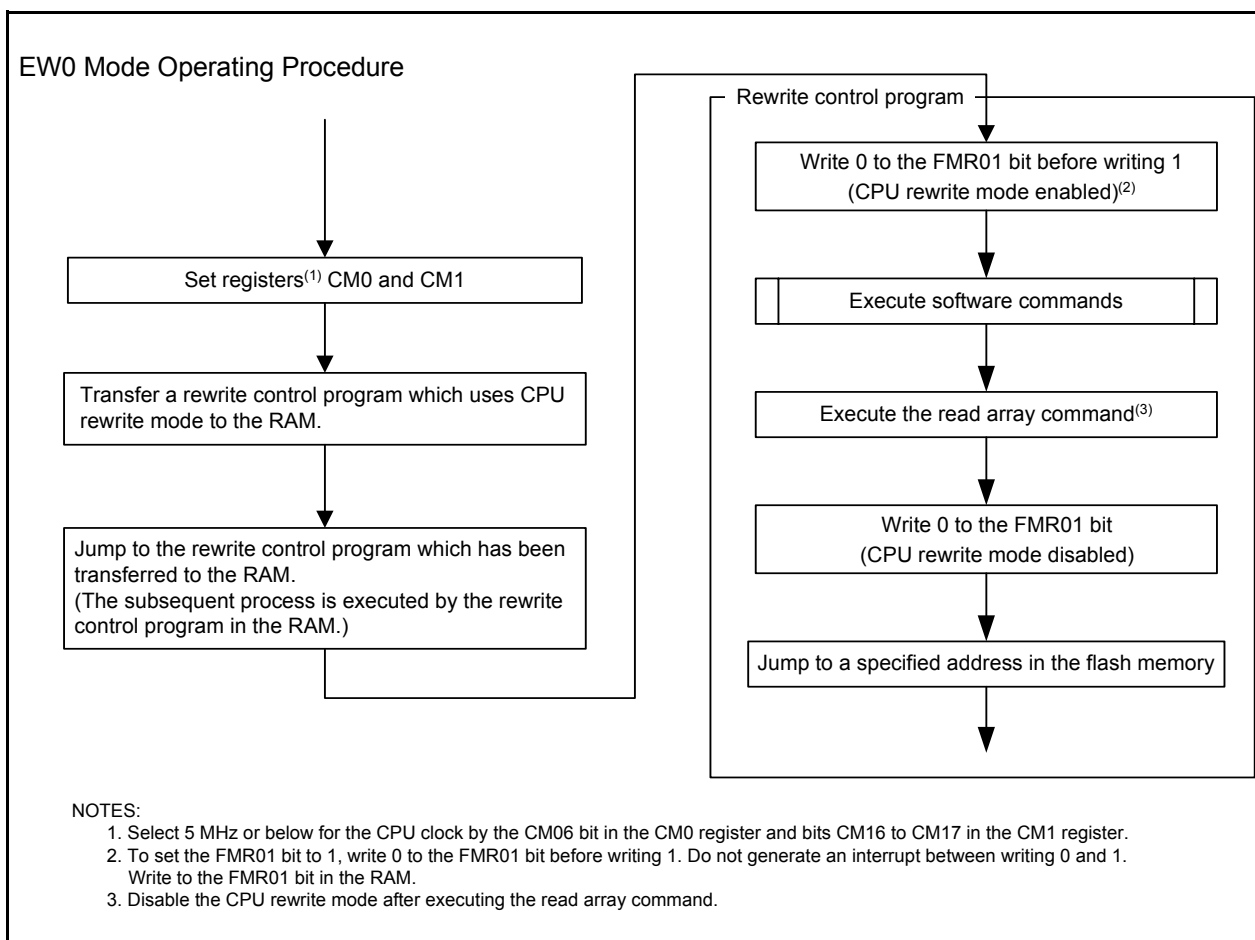 EW0 Mode Operating Procedure
Set registers(1) CM0 and CM1
Transfer a rewrite control program which uses CPU
rewrite mode to the RAM.
Jump to the rewrite control program which has been
transferred to the RAM.
(The subsequent process is executed by the rewrite
control program in the RAM.)
Rewrite control program
Write 0 to the FMR01 bit before writing 1
(CPU rewrite mode enabled)(2)
Execute software commands
Execute the read array command(3)
Write 0 to the FMR01 bit
(CPU rewrite mode disabled)
Jump to a specified address in the flash memory
NOTES:
1. Select 5 MHz or below for the CPU clock by the CM06 bit in the CM0 register and bits CM16 to CM17 in the CM1 register.
2. To set the FMR01 bit to 1, write 0 to the FMR01 bit before writing 1. Do not generate an interrupt between writing 0 and 1.
Write to the FMR01 bit in the RAM.
3. Disable the CPU rewrite mode after executing the read array command.